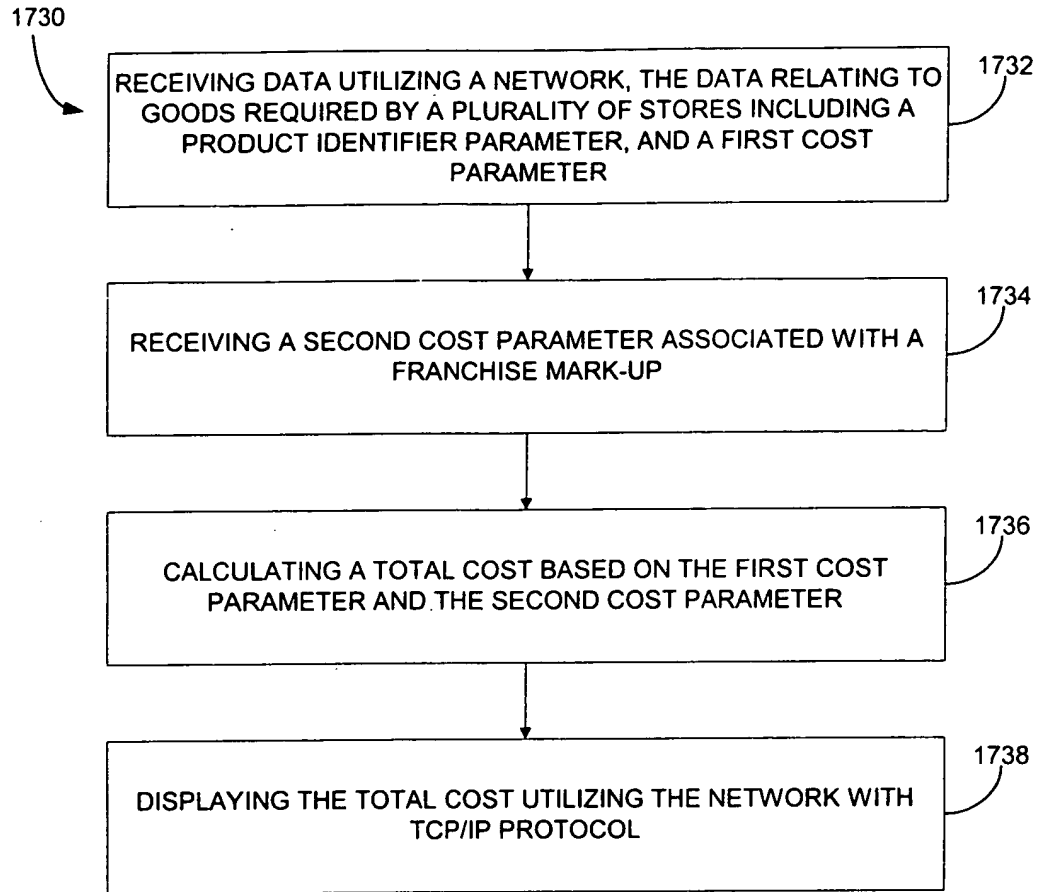 1730
1732
RECEIVING DATA UTILIZING A NETWORK, THE DATA RELATING TO
GOODS REQUIRED BY A PLURALITY OF STORES INCLUDING A
PRODUCT IDENTIFIER PARAMETER, AND A FIRST COST
PARAMETER
1734
RECEIVING A SECOND COST PARAMETER ASSOCIATED WITH A
FRANCHISE MARK-UP
1736
CALCULATING A TOTAL COST BASED ON THE FIRST COST
PARAMETER AND THE SECOND COST PARAMETER
1738
DISPLAYING THE TOTAL COST UTILIZING THE NETWORK WITH
TCP/IP PROTOCOL